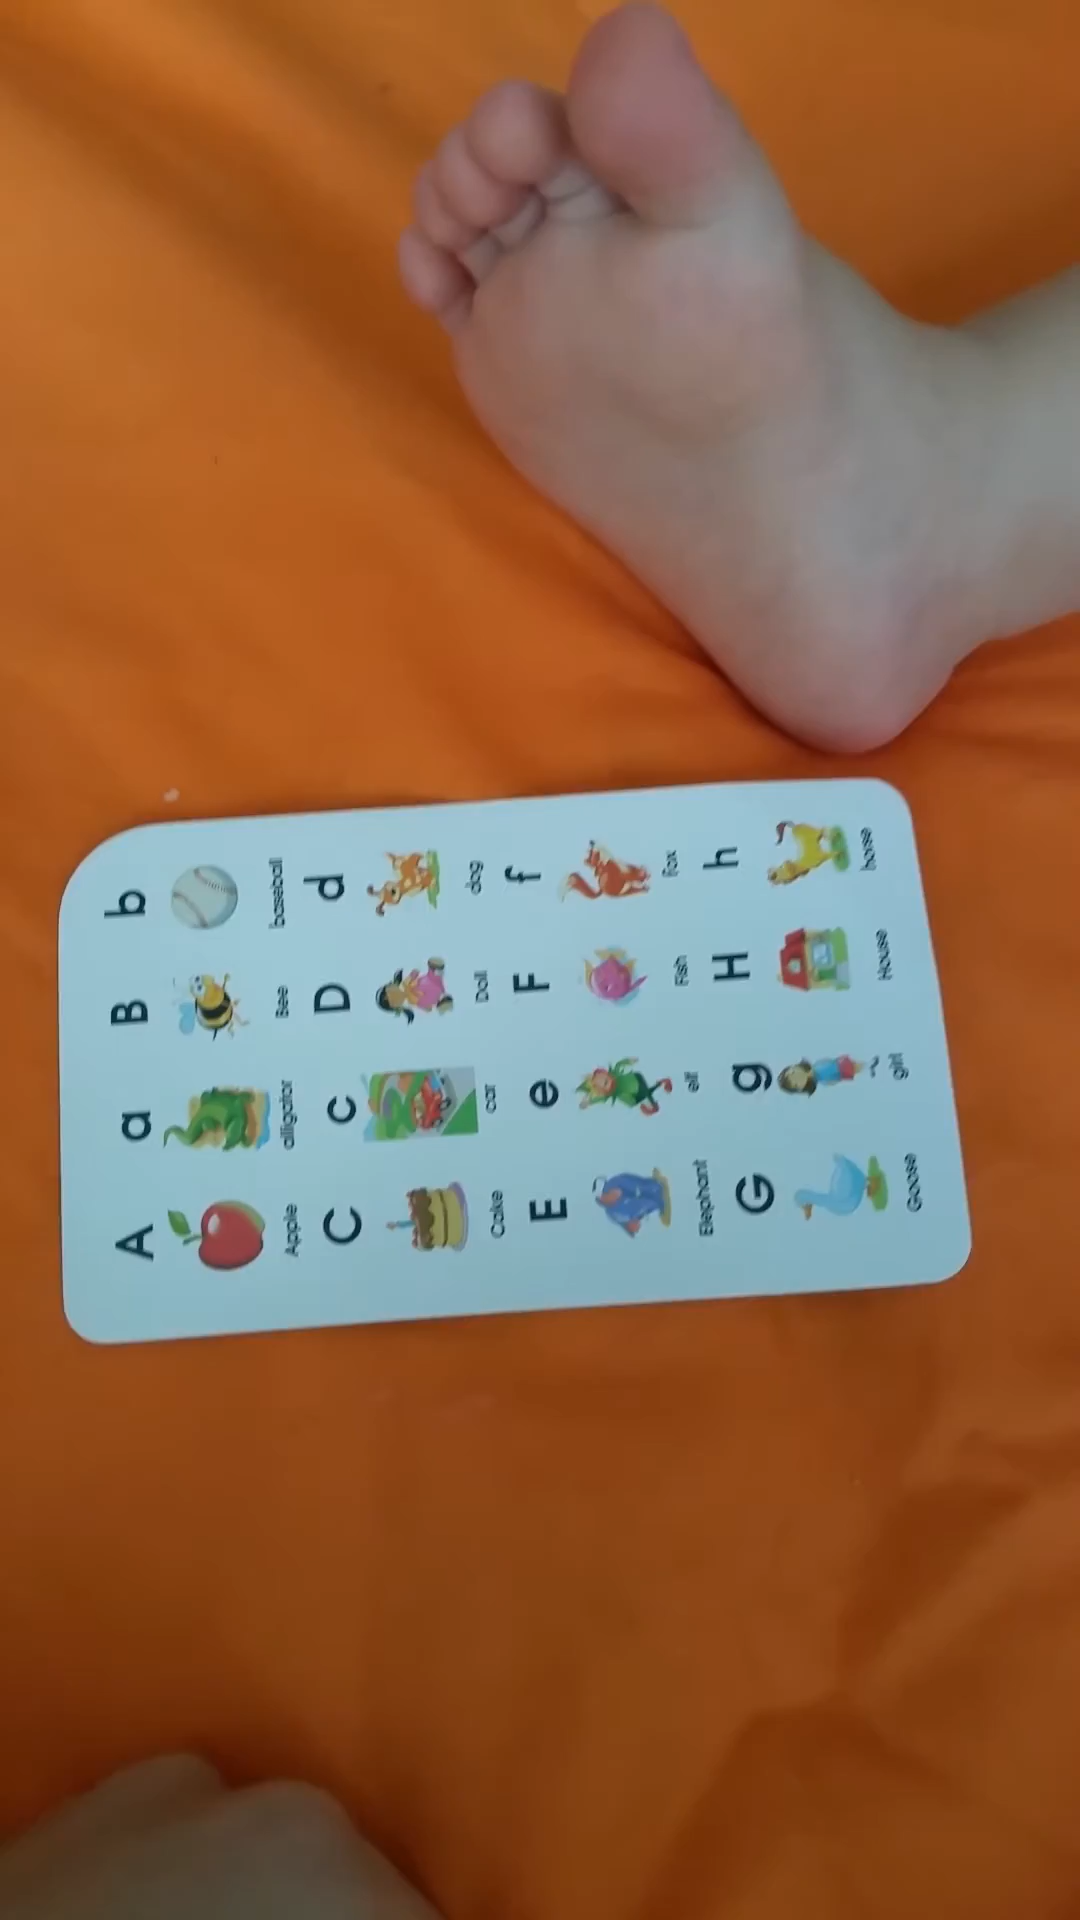 A a B b
Apple alligator Bee baseball
C c D d
Cake car Doll dog
E e F f
Elephant elf Fish fox
G g H h
Goose girl House horse